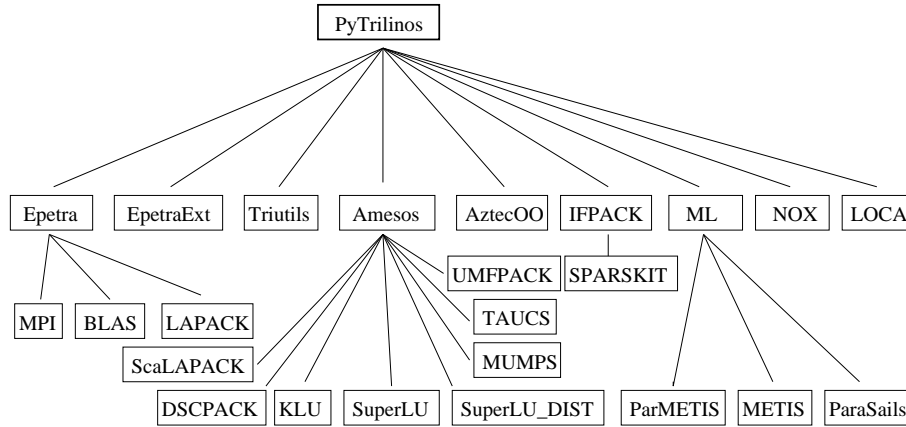 PyTrilinos
Epetra EpetraExt Triutils Amesos AztecOO IFPACK ML NOX LOCA
UMFPACK SPARSKIT
MPI BLAS LAPACK TAUCS
ScaLAPACK MUMPS
DSCPACK KLU SuperLU SuperLU_DIST ParMETIS METIS ParaSails